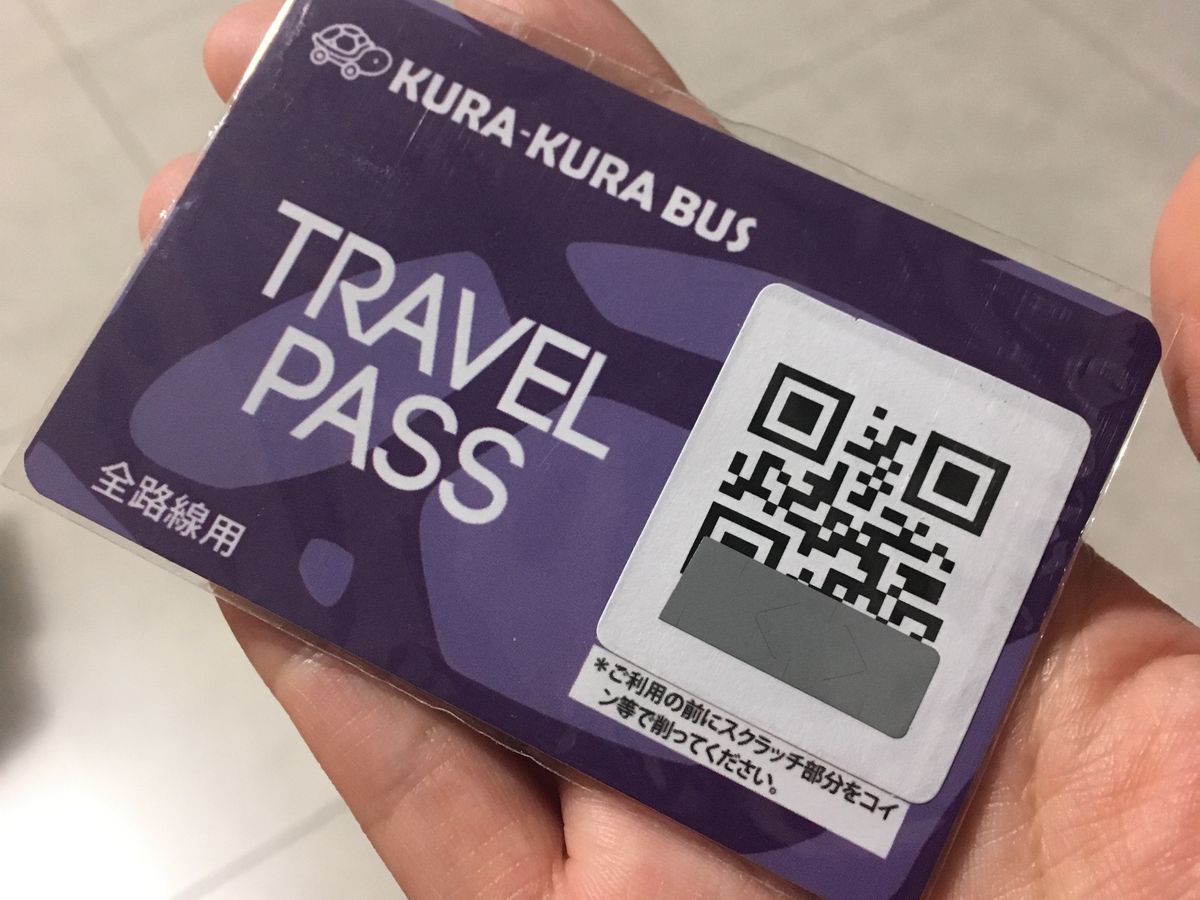 KURA-KURA BUS
TRAVEL
PASS
全路線用
*ご利用の前にスクラッチ部分をコイ
ン等で削ってください。